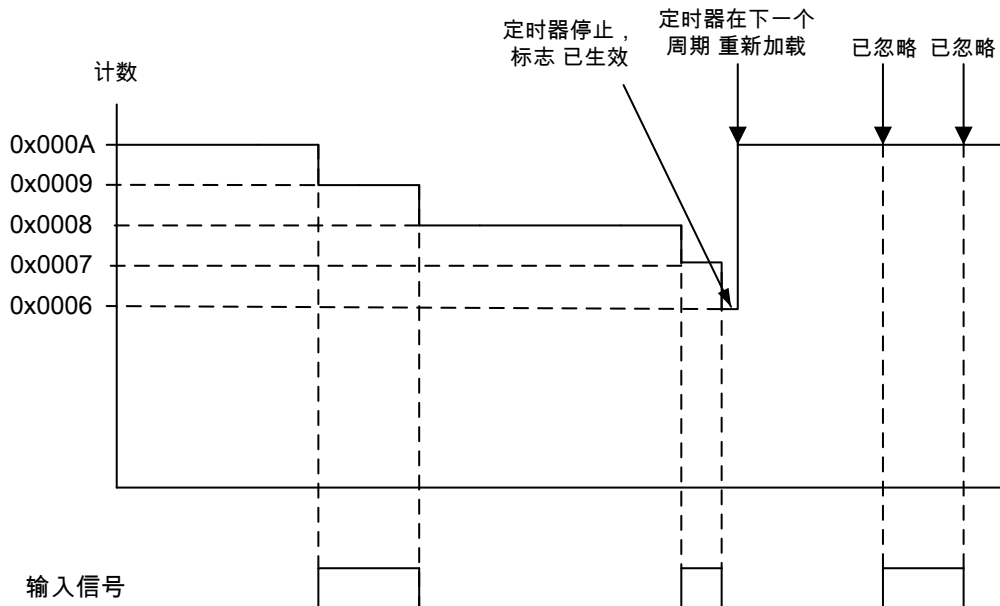 定时器停止，
标志 已生效
定时器在下一个
周期 重新加载
已忽略 已忽略
计数
0x000A
0x0009
0x0008
0x0007
0x0006
输入信号